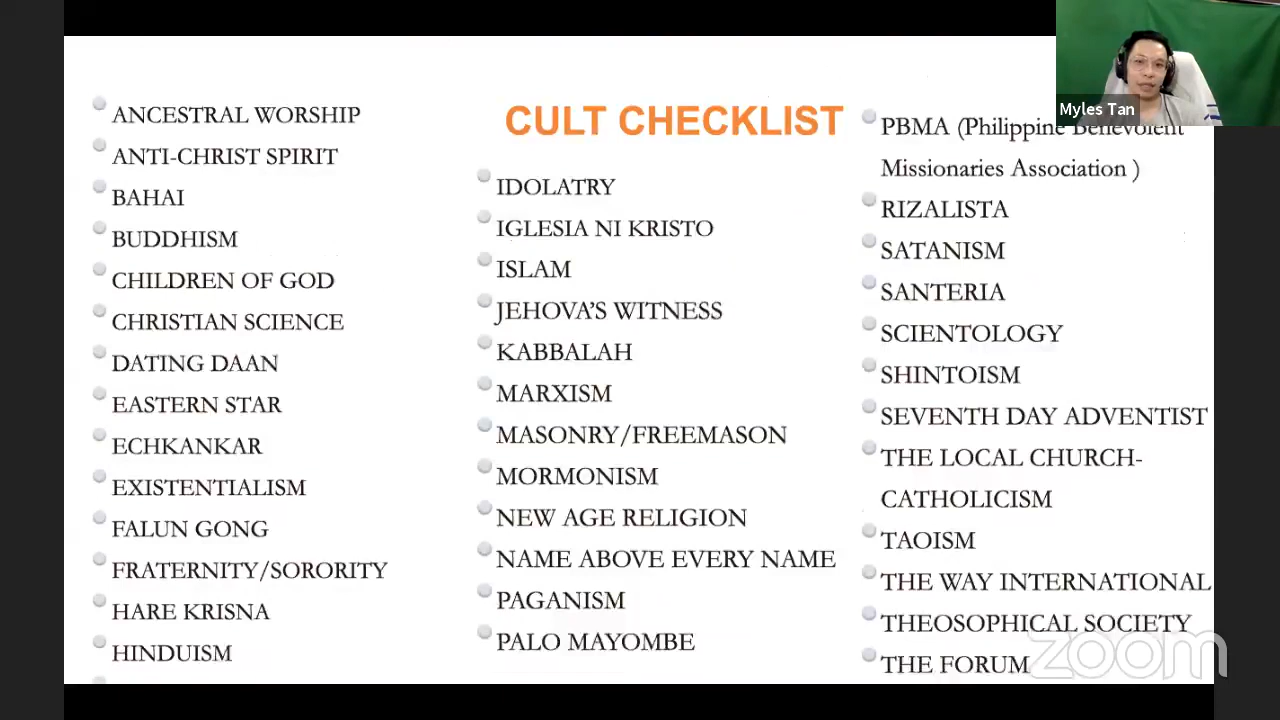 ANCESTRAL WORSHIP
ANTI-CHRIST SPIRIT
BAHAI
BUDDHISM
CHILDREN OF GOD
CHRISTIAN SCIENCE
DATING DAAN
EASTERN STAR
ECHKANKAR
EXISTENTIALISM
FALUN GONG
FRATERNITY/SORORITY
HARE KRISNA
HINDUISM
CULT CHECKLIST
IDOLATRY
IGLESIA NI KRISTO
ISLAM
JEHOVA'S WITNESS
KABBALAH
MARXISM
MASONRY/FREEMASON
MORMONISM
NEW AGE RELIGION
NAME ABOVE EVERY NAME
PAGANISM
PALO MAYOMBE
Myles Tan
PBMA (Philippine Benevolent
Missionaries Association )
RIZALISTA
SATANISM
SANTERIA
SCIENTOLOGY
SHINTOISM
SEVENTH DAY ADVENTIST
THE LOCAL CHURCH-
CATHOLICISM
TAOISM
THE WAY INTERNATIONAL
THEOSOPHICAL SOCIETY
THE FORUM
zoom